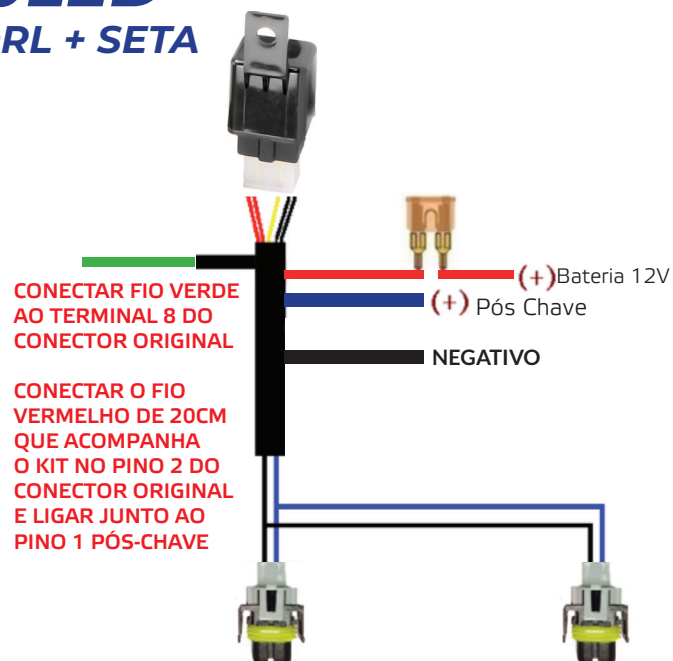 RL + SETA
(+)Bateria 12V
(+) Pós Chave
NEGATIVO
CONECTAR FIO VERDE
AO TERMINAL 8 DO
CONECTOR ORIGINAL
CONECTAR O FIO
VERMELHO DE 20CM
QUE ACOMPANHA
O KIT NO PINO 2 DO
CONECTOR ORIGINAL
E LIGAR JUNTO AO
PINO 1 PÓS-CHAVE